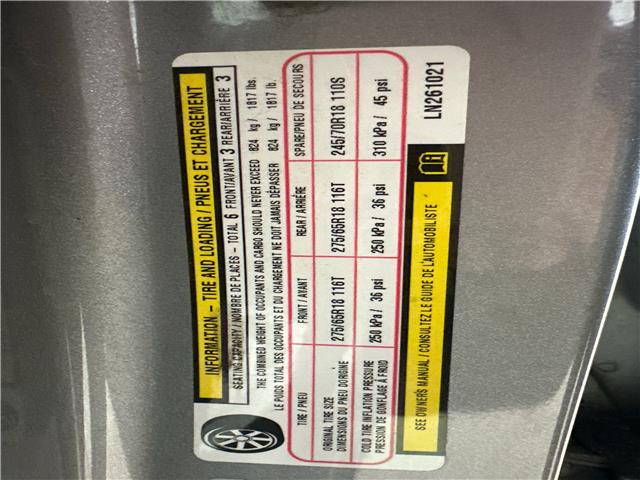 INFORMATION – TIRE AND LOADING / PNEUS ET CHARGEMENT
SEATING CAPACITY / NOMBRE DE PLACES – TOTAL 6 FRONT/AVANT 3 REAR/ARRIÈRE 3
THE COMBINED WEIGHT OF OCCUPANTS AND CARGO SHOULD NEVER EXCEED 824 kg / 1817 lbs.
LE POIDS TOTAL DES OCCUPANTS ET DU CHARGEMENT NE DOIT JAMAIS DÉPASSER 824 kg / 1817 lb.
TIRE / PNEU FRONT / AVANT REAR / ARRIÈRE SPARE/PNEU DE SECOURS
ORIGINAL TIRE SIZE 275/65R18 116T 275/65R18 116T 245/70R18 110S
DIMENSIONS DU PNEU D'ORIGINE
COLD TIRE INFLATION PRESSURE 250 kPa / 36 psi 250 kPa / 36 psi 310 kPa / 45 psi
PRESSION DE GONFLAGE À FROID
SEE OWNER'S MANUAL / CONSULTEZ LE GUIDE DE L'AUTOMOBILISTE
LN261021